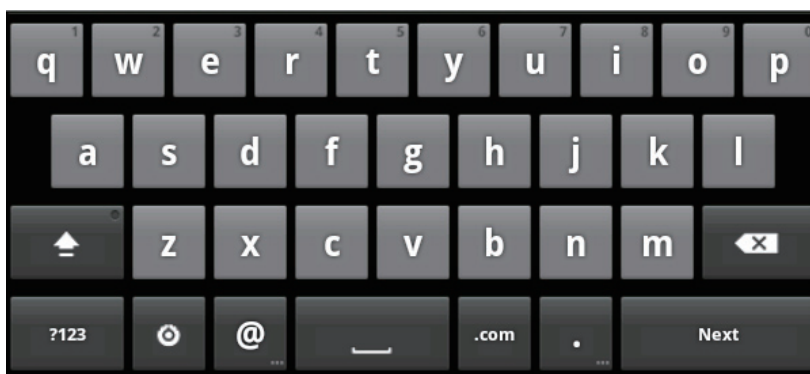 1 2 3 4 5 6 7 8 9 0
q w e r t y u i o p
a s d f g h j k l
z x c v b n m
?123 @ ... .com . ... Next